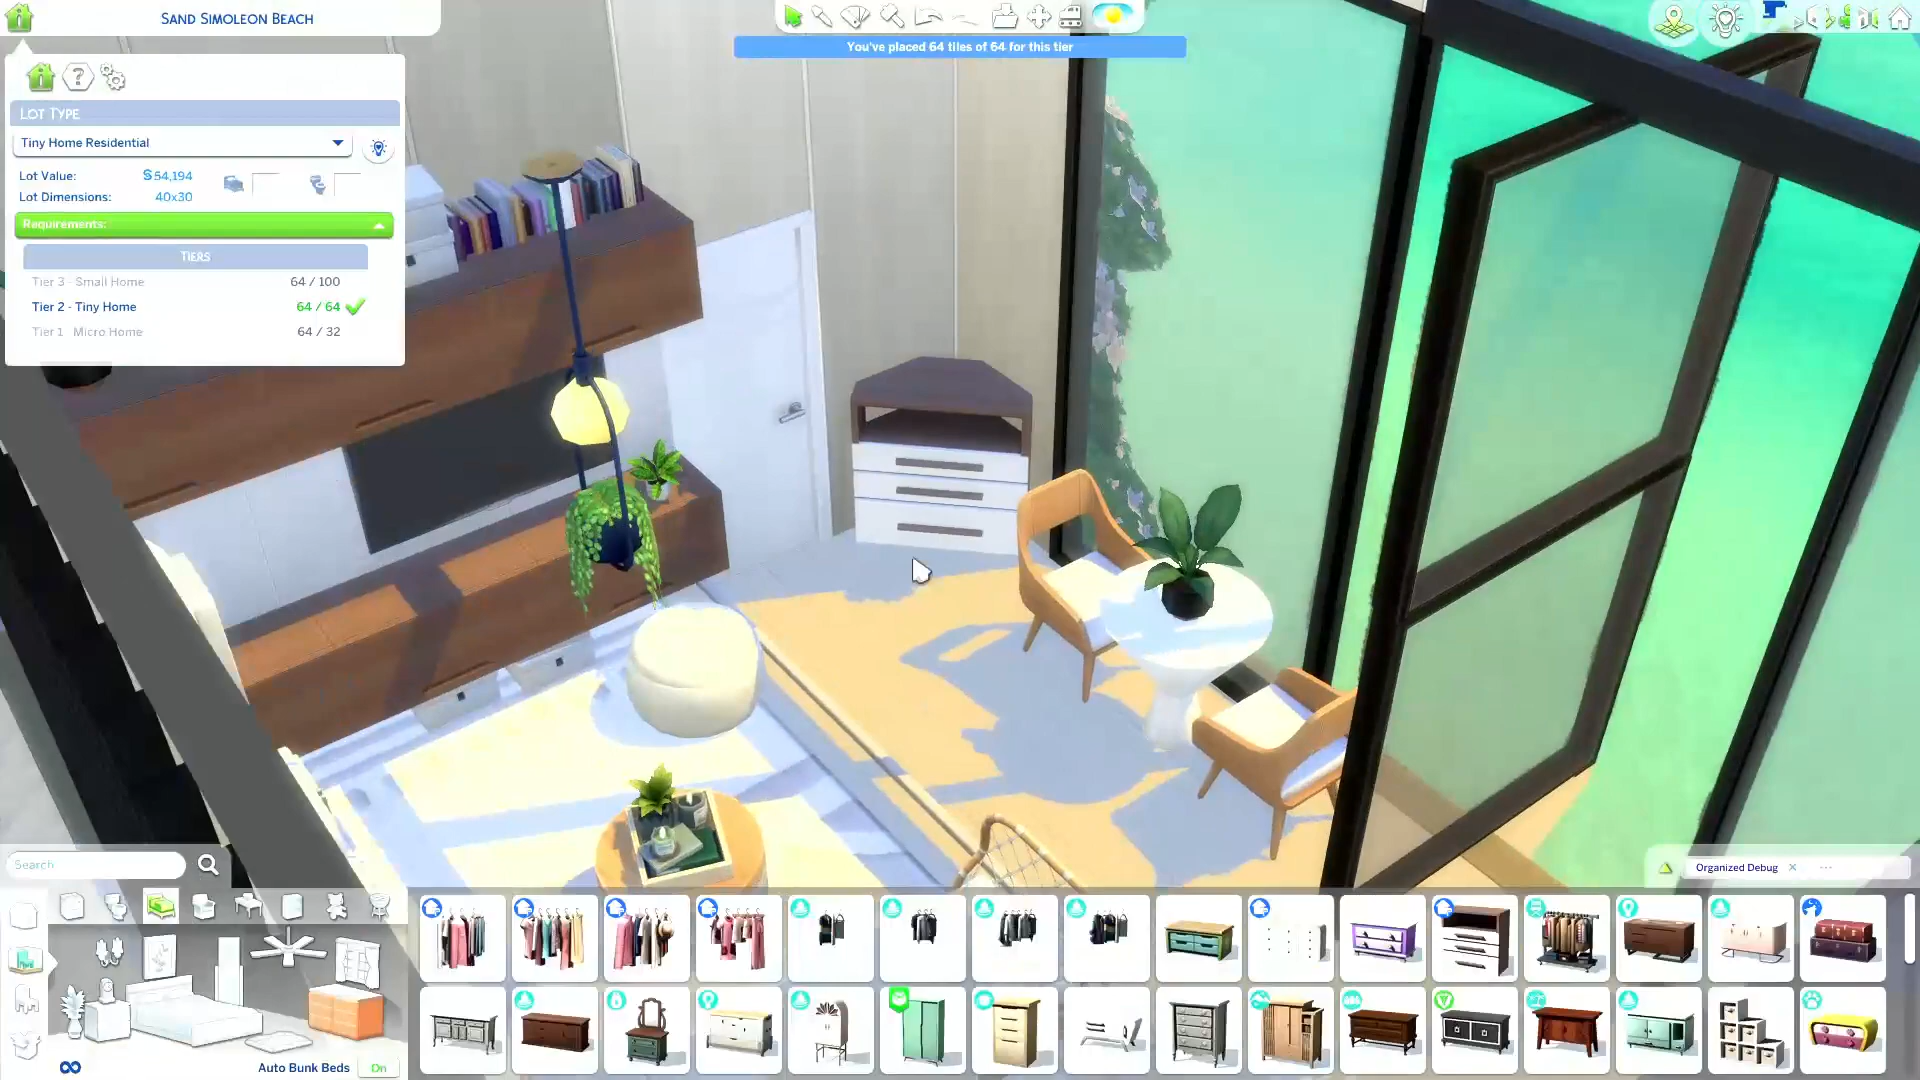 SAND SIMOLEON BEACH
You've placed 64 tiles of 64 for this tier
LOT TYPE
Tiny Home Residential
Lot Value: §54,194
Lot Dimensions: 40x30
Requirements:
TIERS
Tier 3 - Small Home 64 / 100
Tier 2 - Tiny Home 64 / 64
Tier 1 Micro Home 64 / 32
Search
Organized Debug
Auto Bunk Beds On